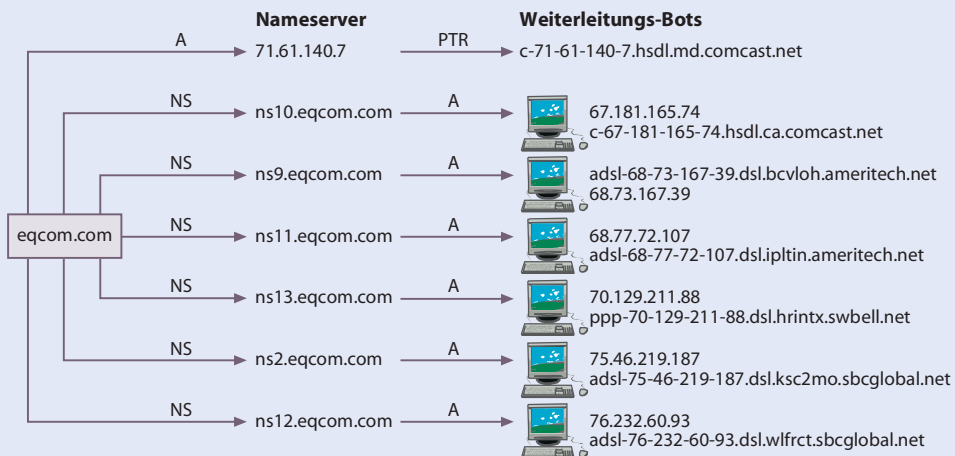 Nameserver Weiterleitungs-Bots
A 71.61.140.7 PTR c-71-61-140-7.hsdl.md.comcast.net
NS ns10.eqcom.com A 67.181.165.74
c-67-181-165-74.hsdl.ca.comcast.net
NS ns9.eqcom.com A adsl-68-73-167-39.dsl.bcvloh.ameritech.net
68.73.167.39
eqcom.com NS ns11.eqcom.com A 68.77.72.107
adsl-68-77-72-107.dsl.ipltin.ameritech.net
NS ns13.eqcom.com A 70.129.211.88
ppp-70-129-211-88.dsl.hrintx.swbell.net
NS ns2.eqcom.com A 75.46.219.187
adsl-75-46-219-187.dsl.ksc2mo.sbcglobal.net
NS ns12.eqcom.com A 76.232.60.93
adsl-76-232-60-93.dsl.wlfrct.sbcglobal.net